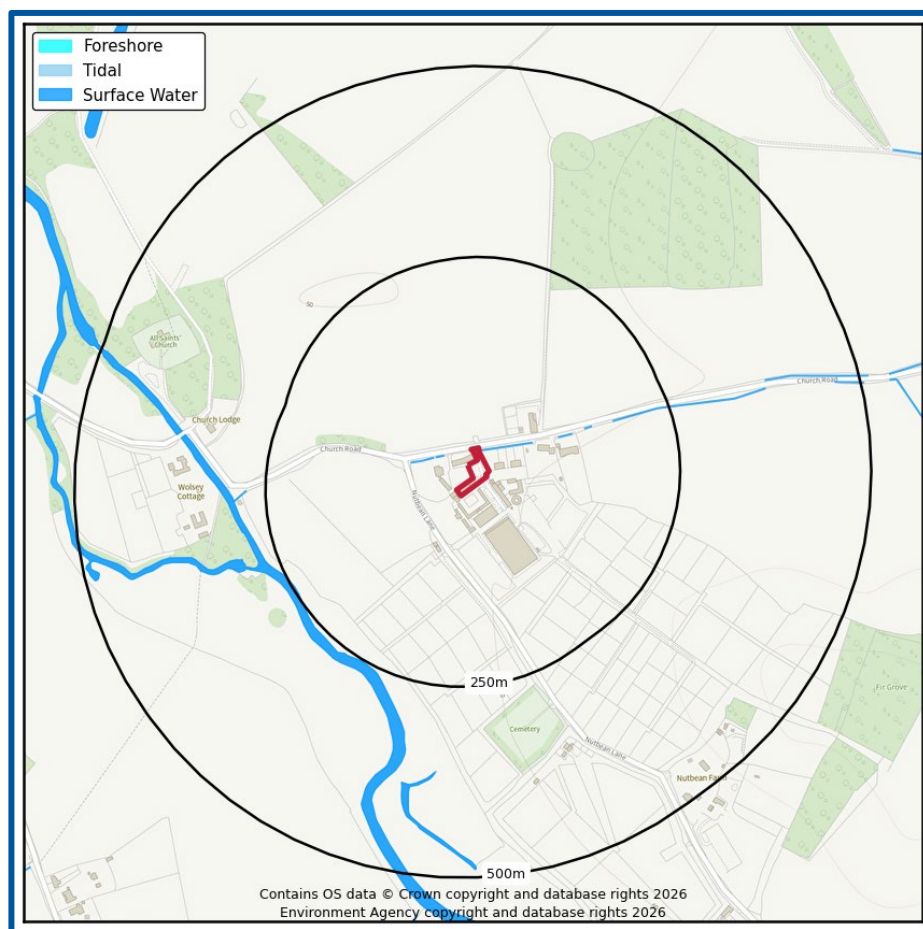 Foreshore
Tidal
Surface Water
50
All Saints'
Church
Church Lodge
Church Road
Church Road
Wolsey
Cottage
Nutbean Lane
250m
Cemetery
Nutbean Lane
Fir Grove
Nutbean Farm
500m
Contains OS data © Crown copyright and database rights 2026
Environment Agency copyright and database rights 2026